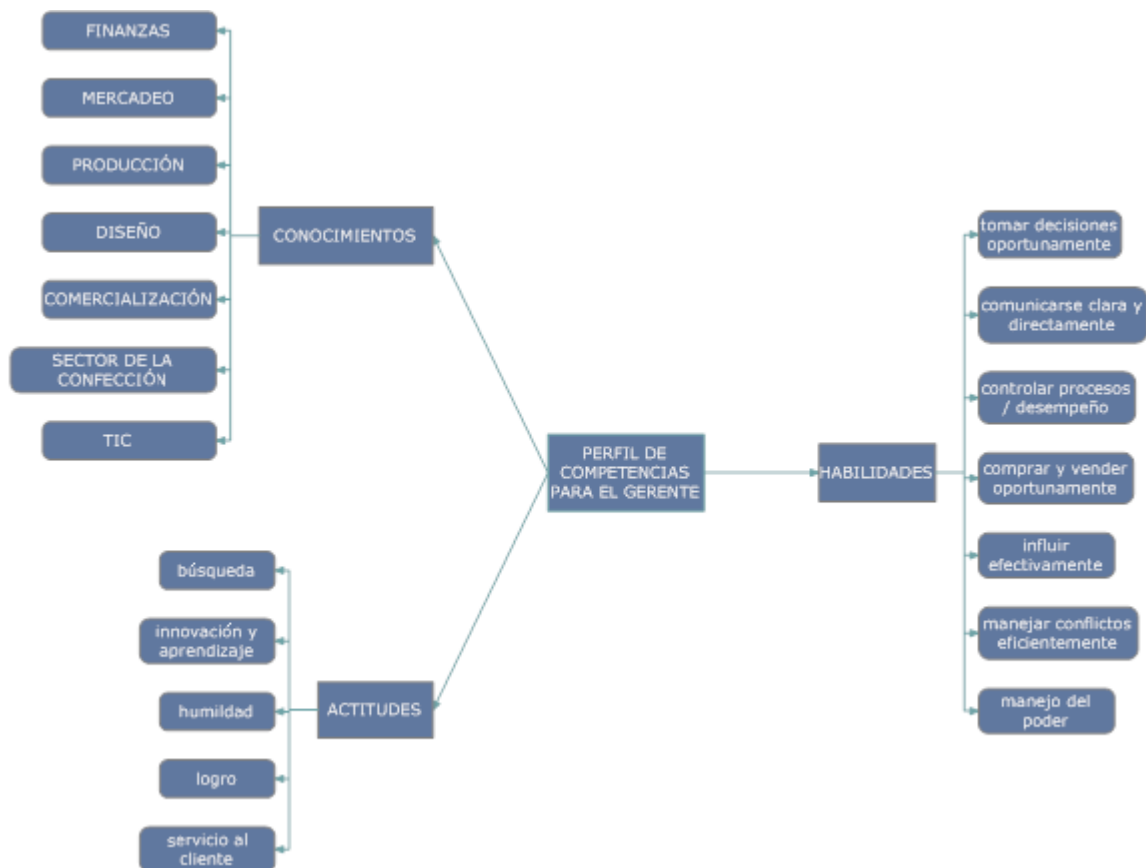 FINANZAS
MERCADEO
PRODUCCIÓN
DISEÑO
COMERCIALIZACIÓN
SECTOR DE LA
CONFECCIÓN
TIC
CONOCIMIENTOS
PERFIL DE
COMPETENCIAS
PARA EL GERENTE
HABILIDADES
tomar decisiones
oportunamente
comunicarse clara y
directamente
controlar procesos
/ desempeño
comprar y vender
oportunamente
influir
efectivamente
manejar conflictos
eficientemente
manejo del
poder
ACTITUDES
búsqueda
innovación y
aprendizaje
humildad
logro
servicio al
cliente